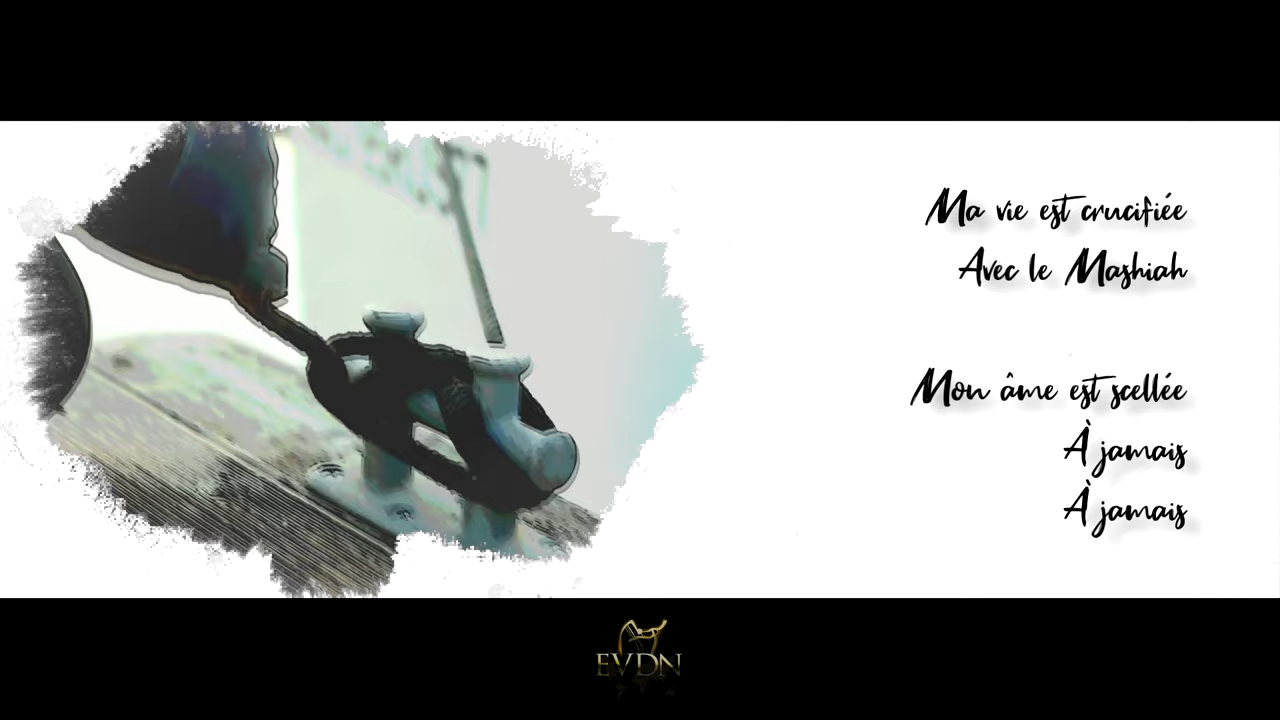 Ma vie est crucifiée
Avec le Mashiah
Mon âme est scellée
À jamais
À jamais
EVDN